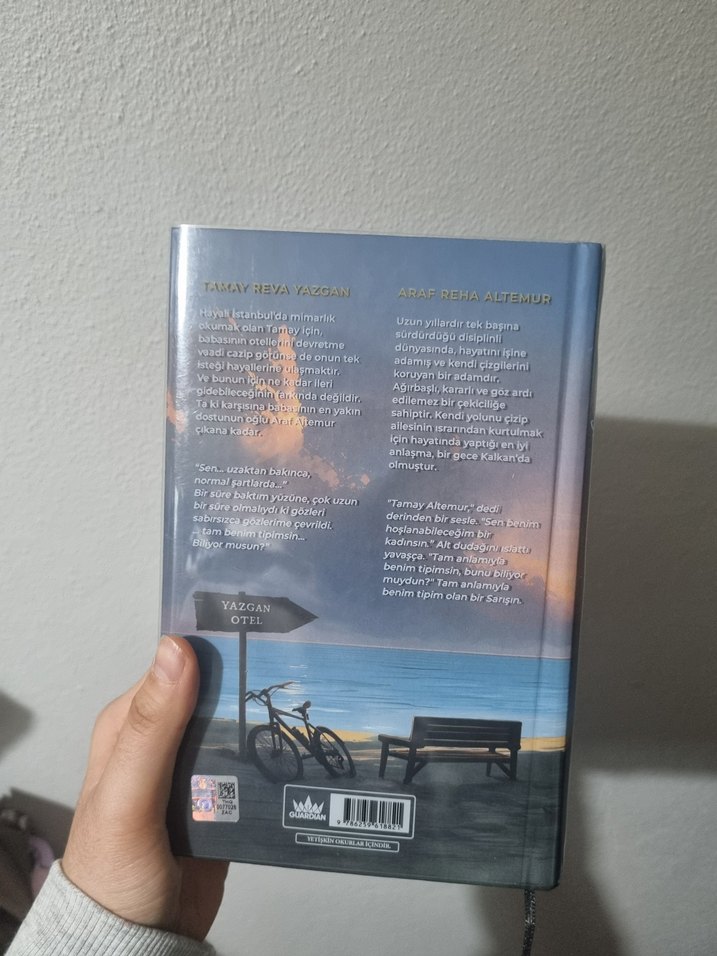 TAMAY REVA YAZGAN
Hayali İstanbul'da mimarlık
okumak olan Tamay için,
babasının otellerini devretme
vaadi cazip görünse de onun tek
isteği hayallerine ulaşmaktır.
Ve bunun için ne kadar ileri
gidebileceğinin farkında değildir.
Ta ki karşısına babasının en yakın
dostunun oğlu Araf Altemur
çıkana kadar.
"Sen... uzaktan bakınca,
normal şartlarda..."
Bir süre baktım yüzüne, çok uzun
bir süre olmalıydı ki gözleri
sabırsızca gözlerime çevrildi.
... tam benim tipimsin...
Biliyor musun?"
ARAF REHA ALTEMUR
Uzun yıllardır tek başına
sürdürdüğü disiplinli
dünyasında, hayatını işine
adamış ve kendi çizgilerini
koruyan bir adamdır.
Ağırbaşlı, kararlı ve göz ardı
edilemez bir çekiciliğe
sahiptir. Kendi yolunu çizip
ailesinin ısrarından kurtulmak
için hayatında yaptığı en iyi
anlaşma, bir gece Kalkan'da
olmuştur.
"Tamay Altemur," dedi
derinden bir sesle. "Sen benim
hoşlanabileceğim bir
kadınsın." Alt dudağını ıslattı
yavaşça. "Tam anlamıyla
benim tipimsin, bunu biliyor
muydun?" Tam anlamıyla
benim tipim olan bir Sarışın.
YAZGAN
OTEL
GUARDIAN
9 786259 618821
YETİŞKİN OKURLAR İÇİNDİR.
0077028
ZAC